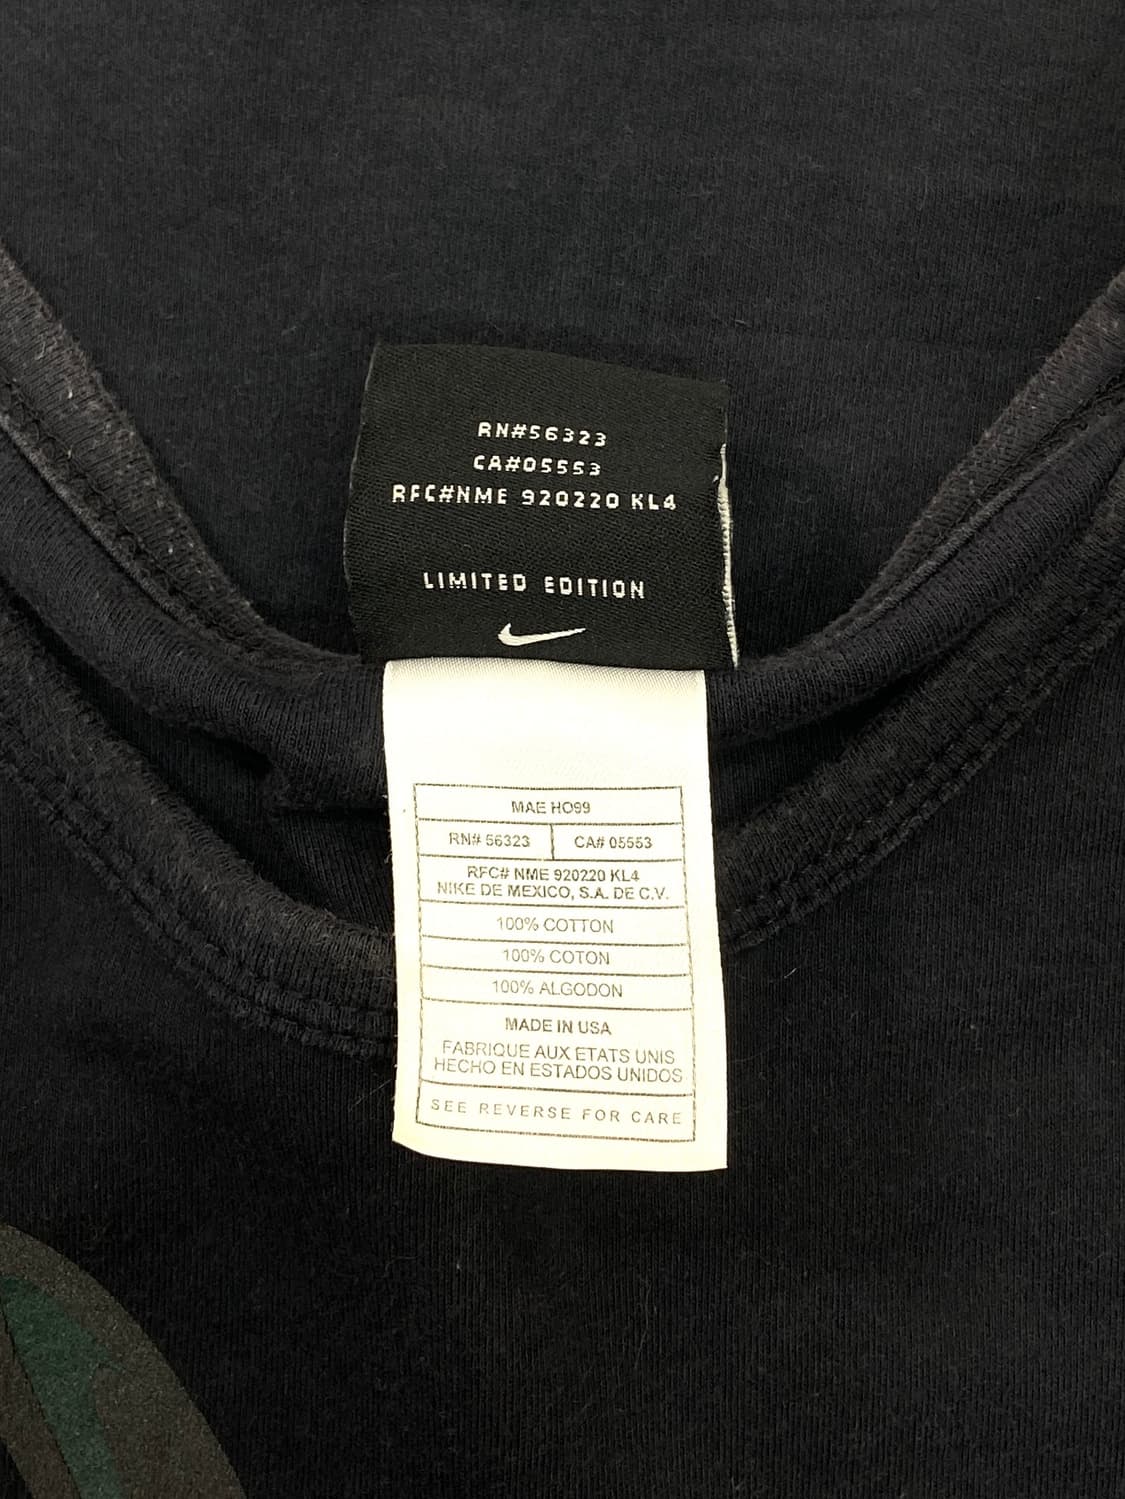 RN#56323
CA#05553
RFC#NME 920220 KL4
LIMITED EDITION
MAE HO99
RN# 56323
CA# 05553
RFC# NME 920220 KL4
NIKE DE MEXICO, S.A. DE C.V.
100% COTTON
100% COTON
100% ALGODON
MADE IN USA
FABRIQUE AUX ETATS UNIS
HECHO EN ESTADOS UNIDOS
SEE REVERSE FOR CARE